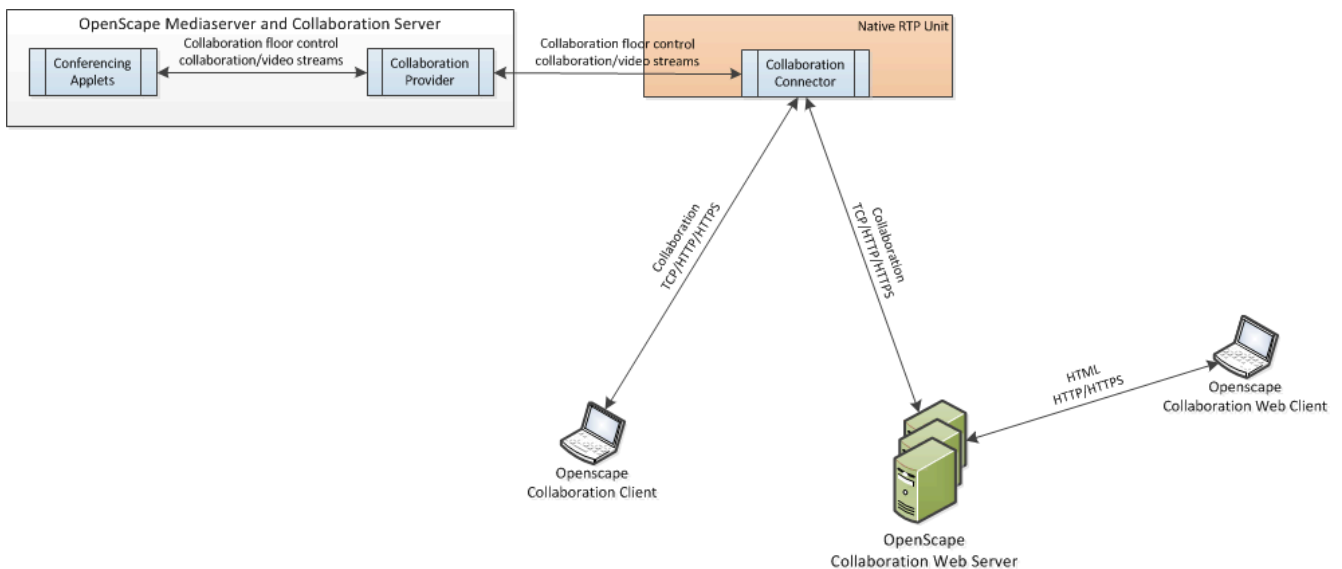 OpenScape Mediaserver and Collaboration Server
Conferencing
Applets
Collaboration floor control
collaboration/video streams
Collaboration
Provider
Collaboration floor control
collaboration/video streams
Native RTP Unit
Collaboration
Connector
Collaboration
TCP/HTTP/HTTPS
Collaboration
TCP/HTTP/HTTPS
HTML
HTTP/HTTPS
Openscape
Collaboration Web Client
Openscape
Collaboration Client
OpenScape
Collaboration Web Server